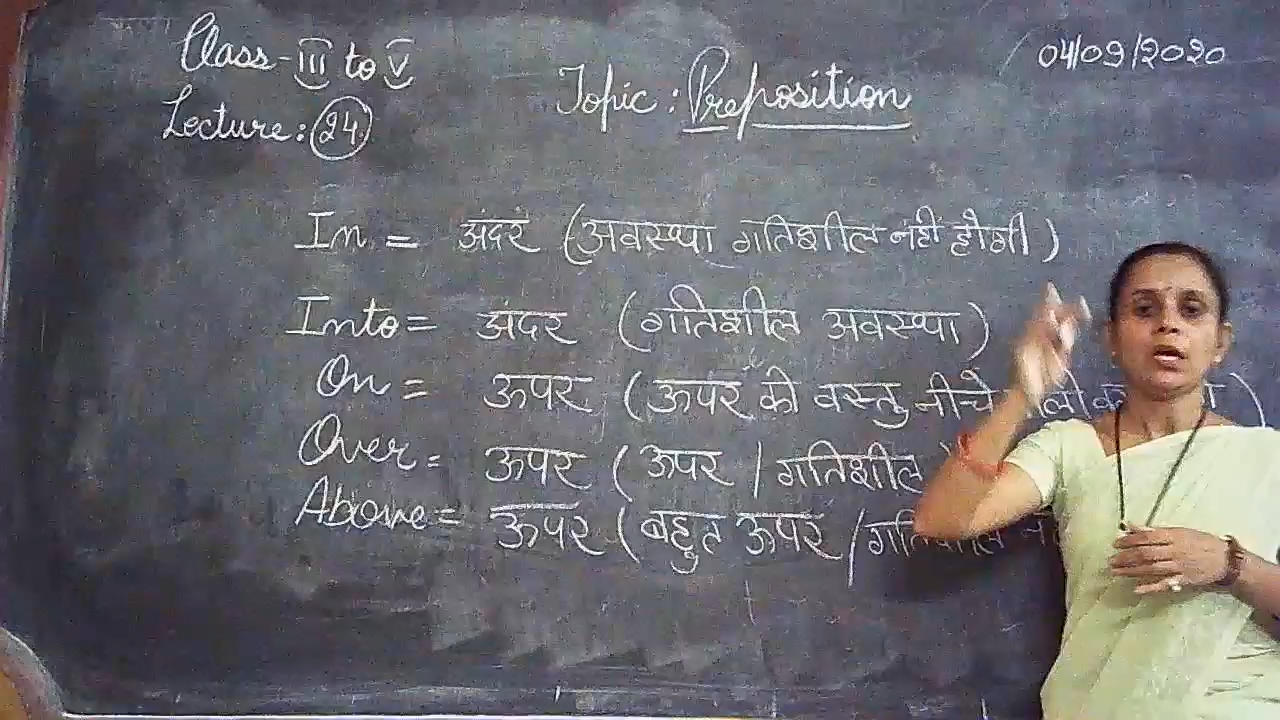 Class-III to V
Lecture: 24.
Topic: Preposition
04/09/2020
In = अंदर (अवस्था गतिशील नही होगी)
Into = अंदर (गतिशील अवस्था)
On = ऊपर (ऊपर की वस्तु नीचे
Over = ऊपर (ऊपर / गतिशील
Above = ऊपर (बहुत ऊपर / गतिशील